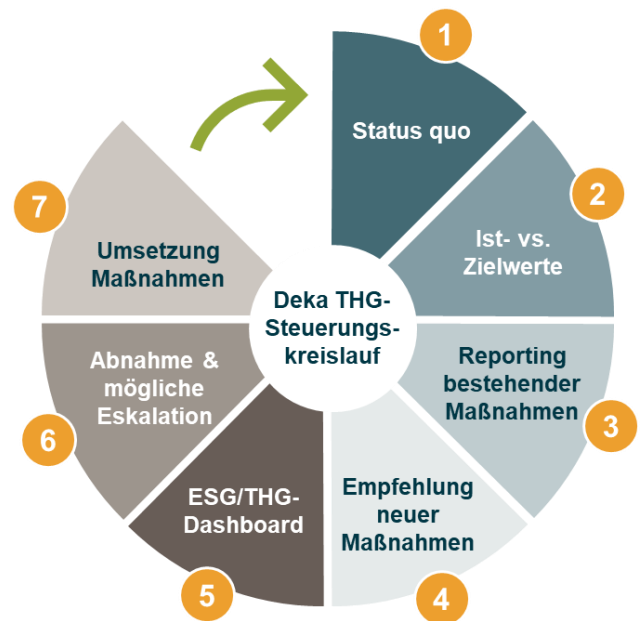 1
Status quo
2
Ist- vs.
Zielwerte
3
Reporting
bestehender
Maßnahmen
4
Empfehlung
neuer
Maßnahmen
5
ESG/THG-
Dashboard
6
Abnahme &
mögliche
Eskalation
7
Umsetzung
Maßnahmen
Deka THG-
Steuerungs-
kreislauf